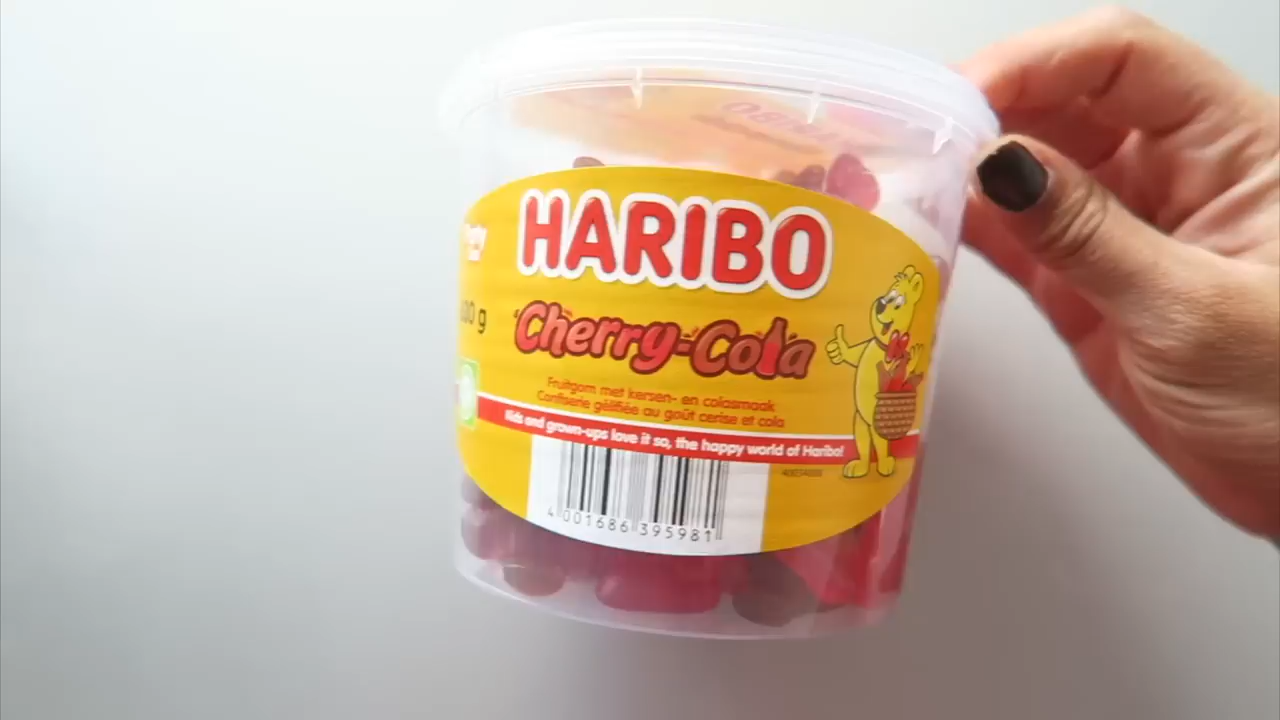 HARIBO
Cherry-Cola
Fruitgom met kersen- en colasmaak
Confiserie gélifiée au goût cerise et cola
Kids and grown-ups love it so, the happy world of Haribo!
4 001686 395981
HARIBO